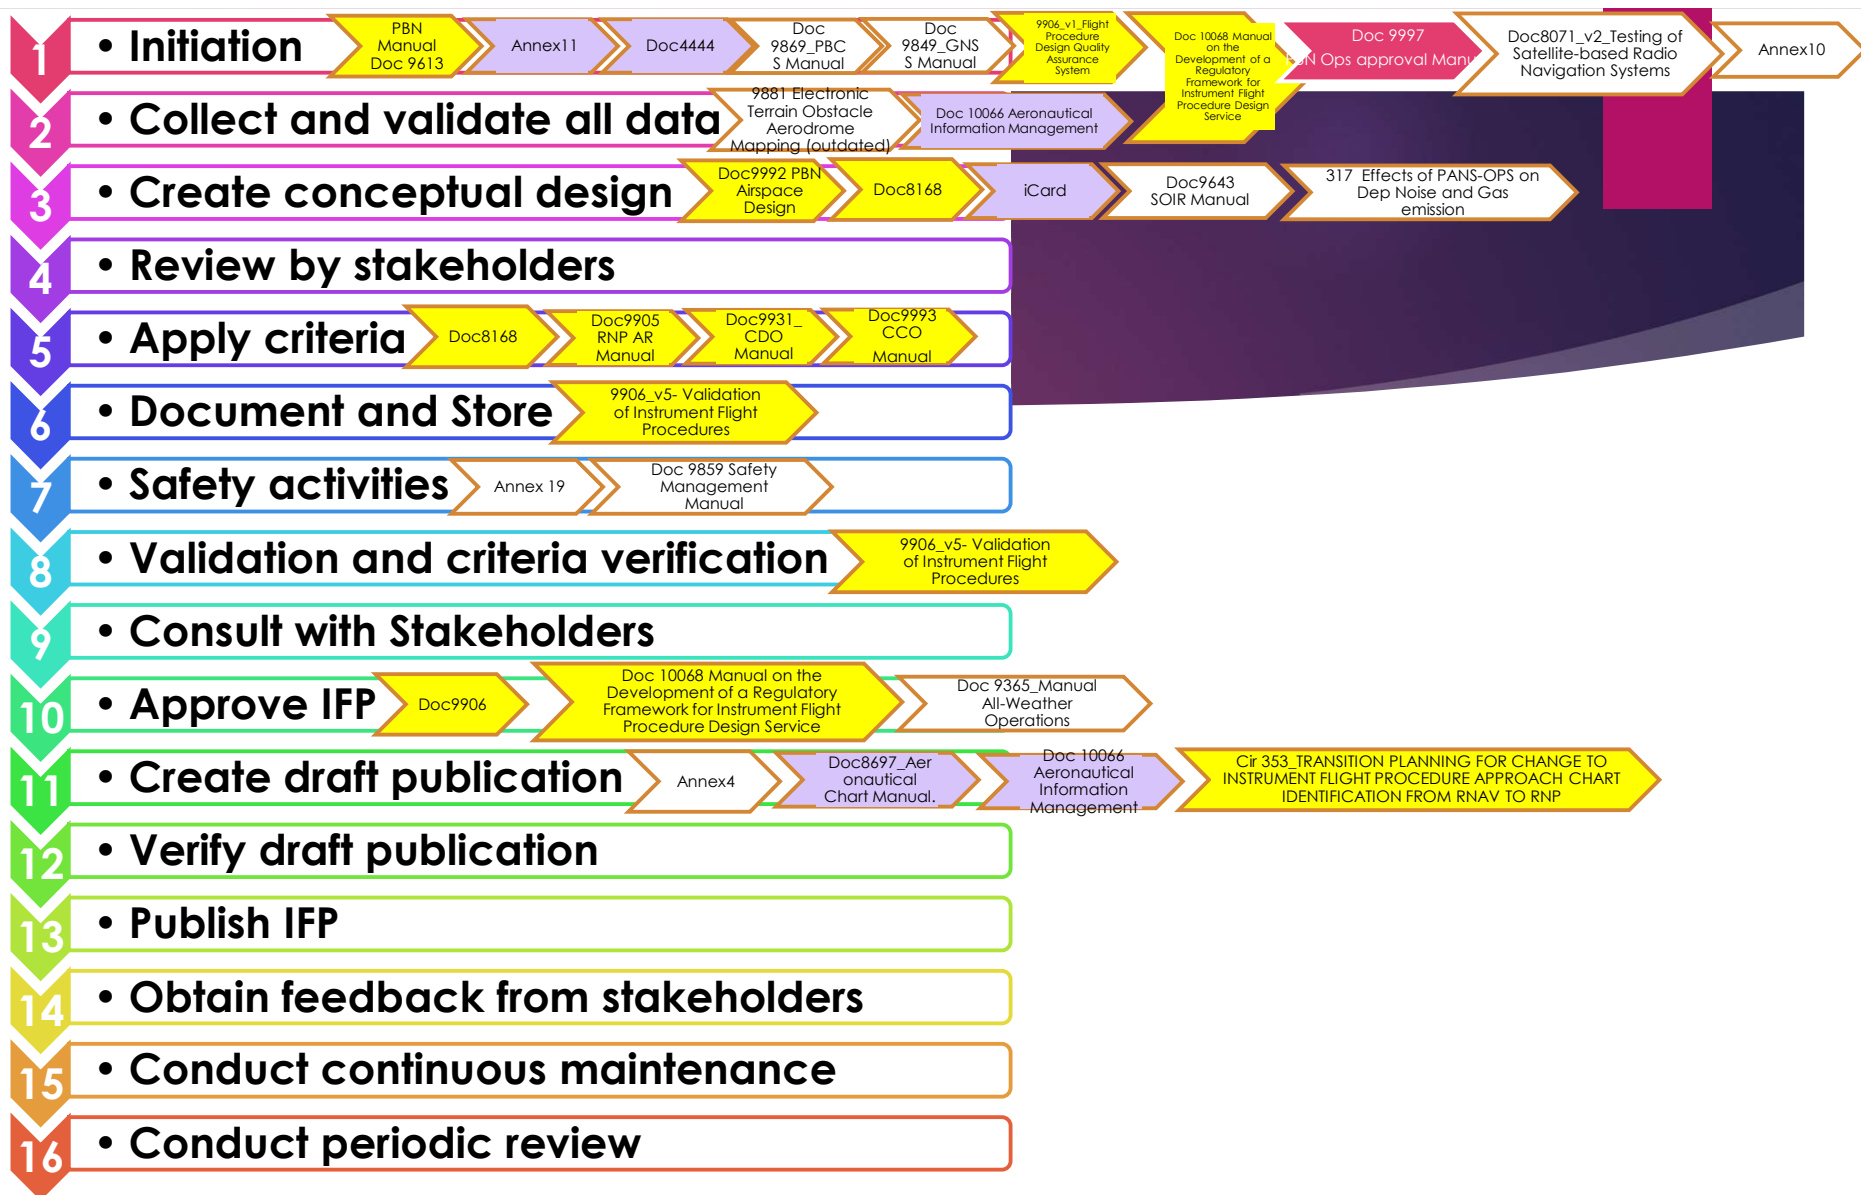 1
• Initiation
PBN
Manual
Doc 9613
Annex11
Doc4444
Doc
9869_PBC
S Manual
Doc
9849_GNS
S Manual
9906_v1_Flight
Procedure
Design Quality
Assurance
System
Doc 10068 Manual
on the
Development of a
Regulatory
Framework for
Instrument Flight
Procedure Design
Service
Doc 9997
Ops approval
Doc8071_v2_Testing of
Satellite-based Radio
Navigation Systems
Annex10
2
• Collect and validate all data
9881 Electronic
Terrain Obstacle
Aerodrome
Mapping (outdated)
Doc 10066 Aeronautical
Information Management
3
• Create conceptual design
Doc9992 PBN
Airspace
Design
Doc8168
iCard
Doc9643
SOIR Manual
317 Effects of PANS-OPS on
Dep Noise and Gas
emission
4
• Review by stakeholders
5
• Apply criteria
Doc8168
Doc9905
RNP AR
Manual
Doc9931_
CDO
Manual
Doc9993
CCO
Manual
6
• Document and Store
9906_v5- Validation
of Instrument Flight
Procedures
7
• Safety activities
Annex 19
Doc 9859 Safety
Management
Manual
8
• Validation and criteria verification
9906_v5- Validation
of Instrument Flight
Procedures
9
• Consult with Stakeholders
10
• Approve IFP
Doc9906
Doc 10068 Manual on the
Development of a Regulatory
Framework for Instrument Flight
Procedure Design Service
Doc 9365_Manual
All-Weather
Operations
11
• Create draft publication
Annex4
Doc8697_Aer
onautical
Chart Manual.
Doc 10066
Aeronautical
Information
Management
Cir 353_TRANSITION PLANNING FOR CHANGE TO
INSTRUMENT FLIGHT PROCEDURE APPROACH CHART
IDENTIFICATION FROM RNAV TO RNP
12
• Verify draft publication
13
• Publish IFP
14
• Obtain feedback from stakeholders
15
• Conduct continuous maintenance
16
• Conduct periodic review